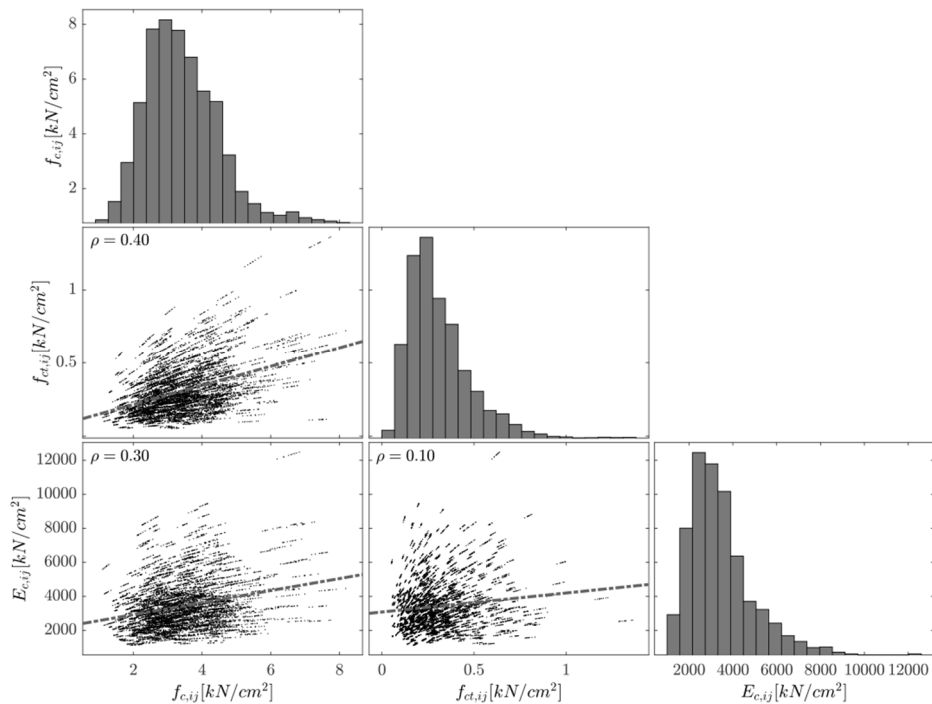 f_{c,ij}[kN/cm^2]
8
6
4
2
ρ = 0.40
f_{ct,ij}[kN/cm^2]
1
0.5
ρ = 0.30
ρ = 0.10
E_{c,ij}[kN/cm^2]
12000
10000
8000
6000
4000
2000
2 4 6 8
0 0.5 1
2000 4000 6000 8000 10000 12000
f_{c,ij}[kN/cm^2]
f_{ct,ij}[kN/cm^2]
E_{c,ij}[kN/cm^2]